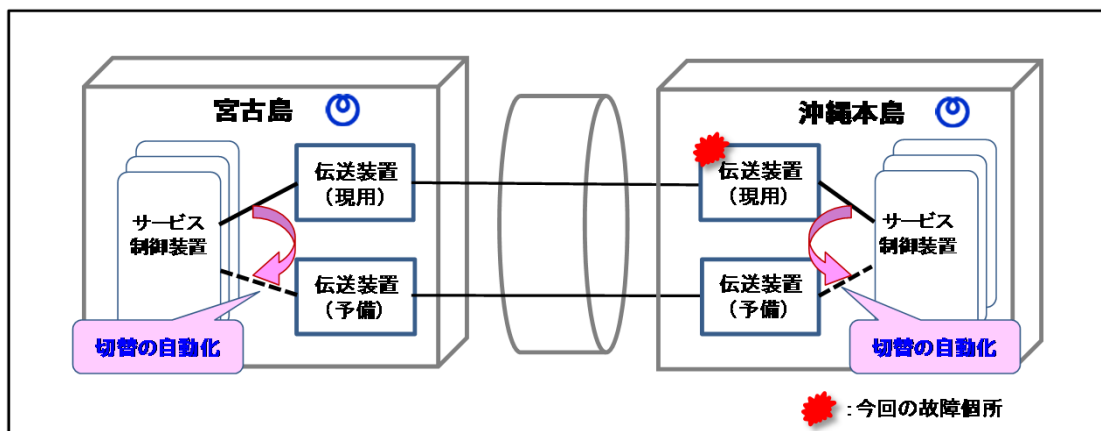 宮古島
沖縄本島
サービス
制御装置
伝送装置
（現用）
伝送装置
（予備）
切替の自動化
伝送装置
（現用）
伝送装置
（予備）
サービス
制御装置
切替の自動化
：今回の故障個所